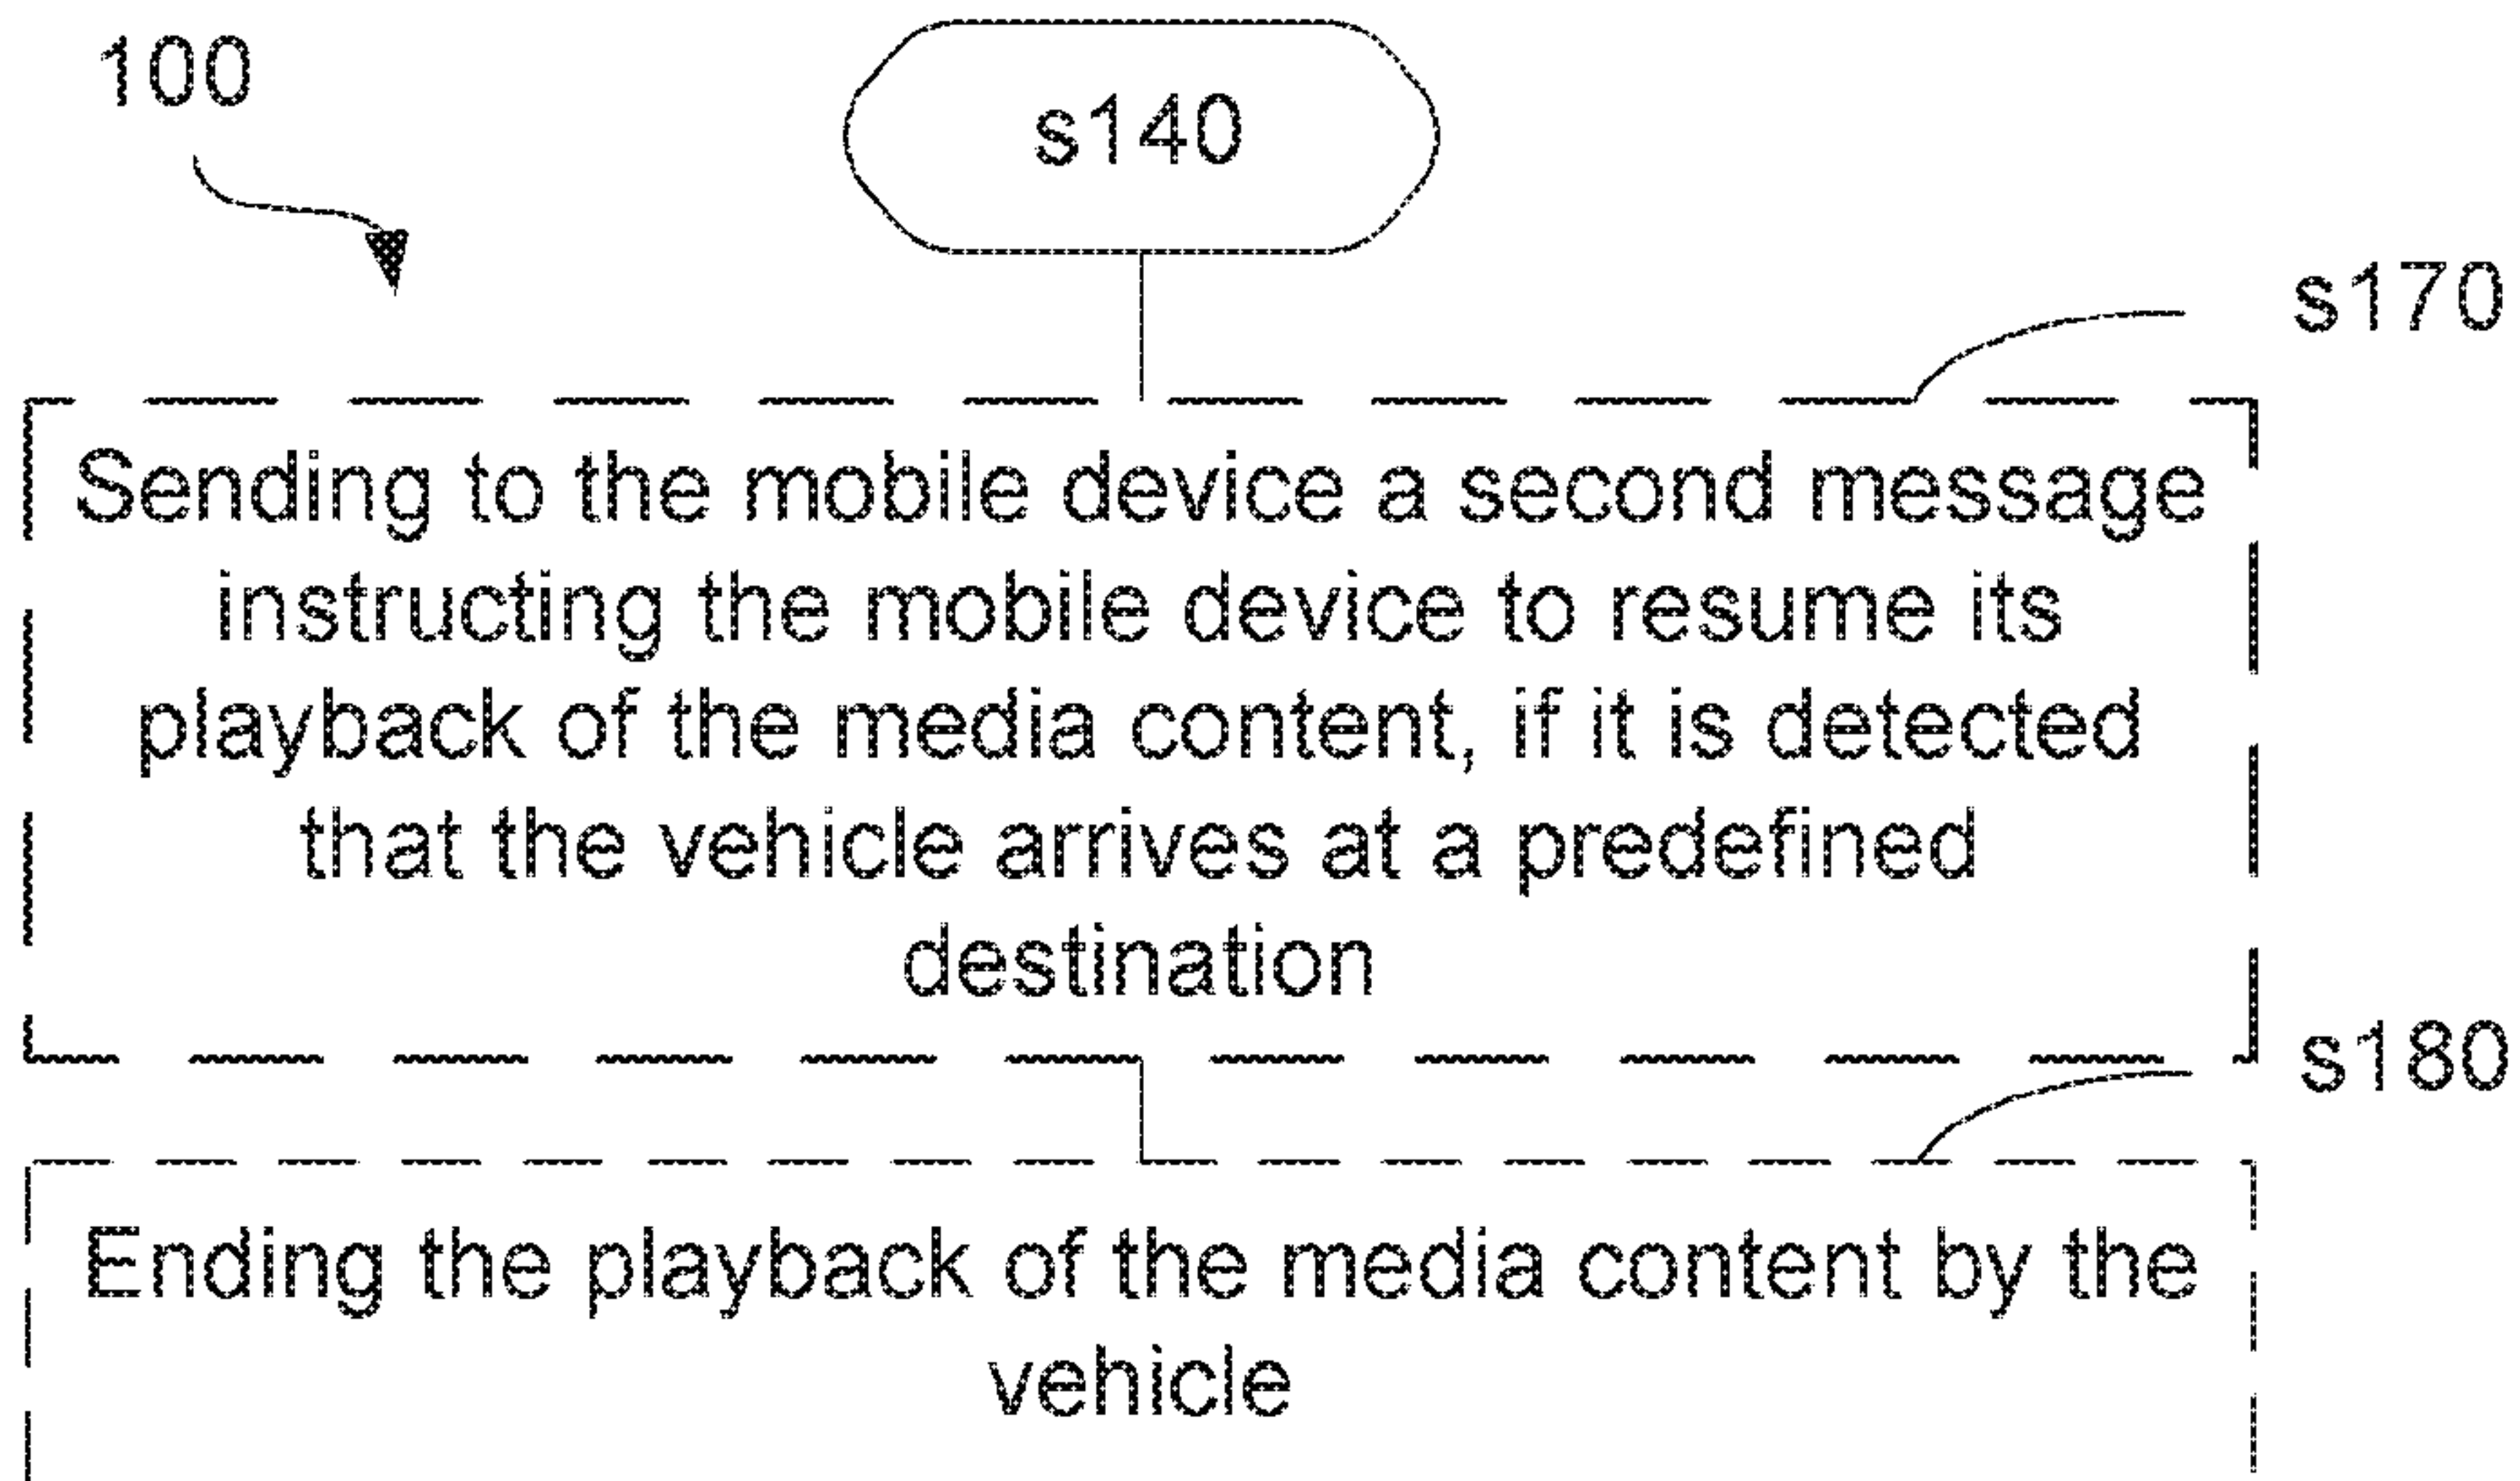 100
s140
s170
Sending to the mobile device a second message
instructing the mobile device to resume its
playback of the media content, if it is detected
that the vehicle arrives at a predefined
destination
s180
Ending the playback of the media content by the
vehicle